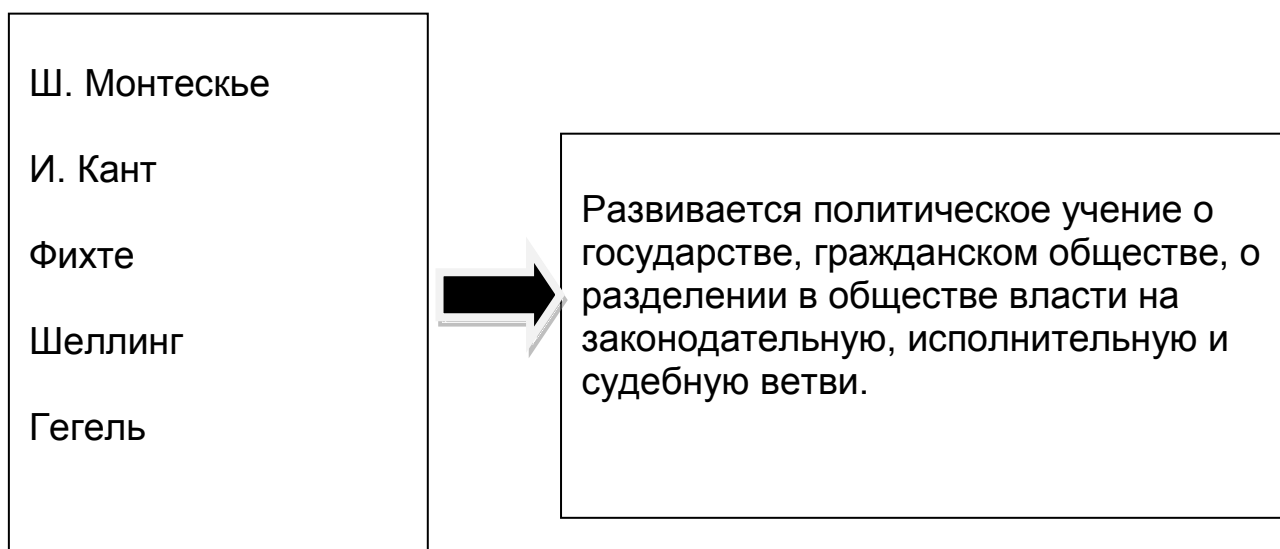 Ш. Монтескье
И. Кант
Фихте
Шеллинг
Гегель
Развивается политическое учение о
государстве, гражданском обществе, о
разделении в обществе власти на
законодательную, исполнительную и
судебную ветви.